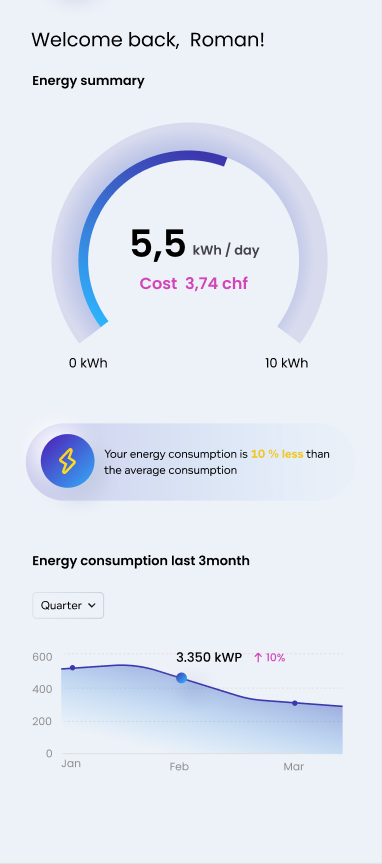 Welcome back, Roman!
Energy summary
5,5 kWh / day
Cost 3,74 chf
0 kWh 10 kWh
Your energy consumption is 10 % less than
the average consumption
Energy consumption last 3month
Quarter
3.350 kWP ↑ 10%
600
400
200
0
Jan Feb Mar